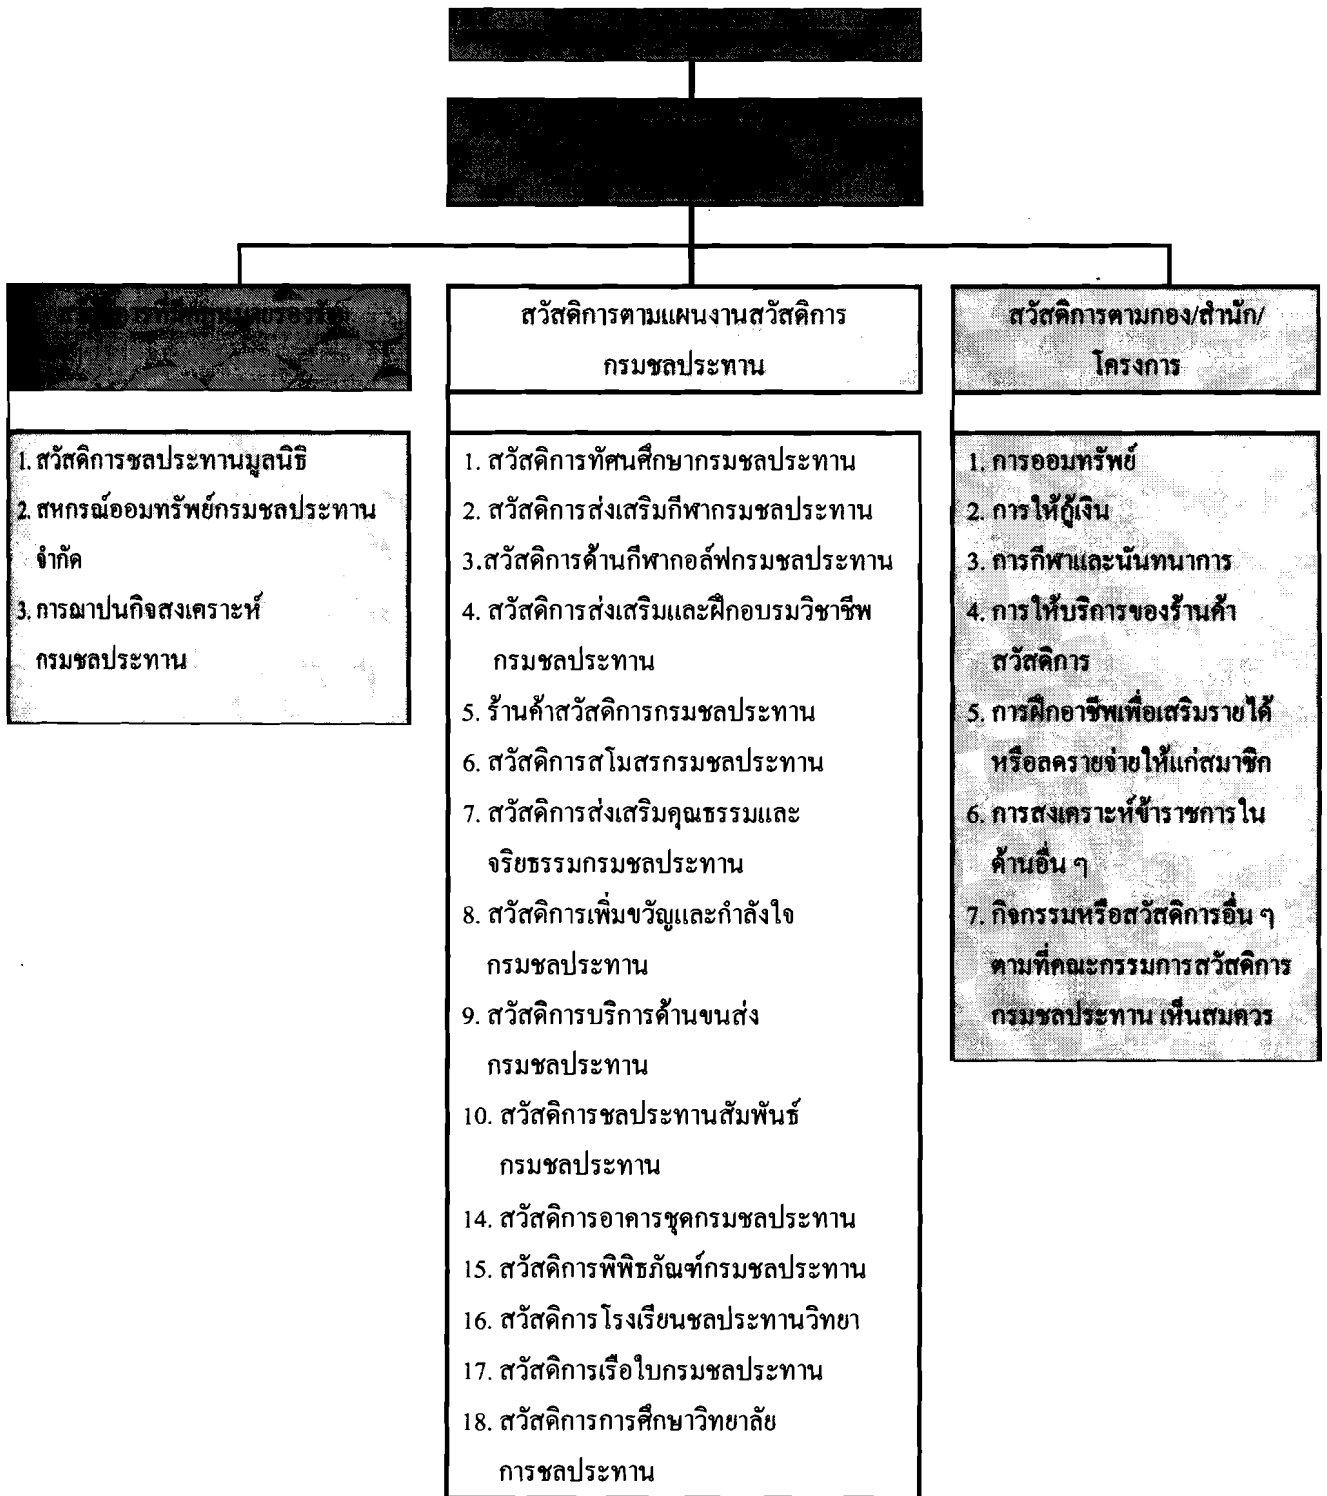 สวัสดิการตามแผนงานสวัสดิการ
กรมชลประทาน
สวัสดิการตามกอง/สำนัก/
โครงการ
1. สวัสดิการชลประทานมูลนิธิ
2. สหกรณ์ออมทรัพย์กรมชลประทาน
จำกัด
3. การฌาปนกิจสงเคราะห์
กรมชลประทาน
1. สวัสดิการทัศนศึกษากรมชลประทาน
2. สวัสดิการส่งเสริมกีฬากรมชลประทาน
3.สวัสดิการด้านกีฬากอล์ฟกรมชลประทาน
4. สวัสดิการส่งเสริมและฝึกอบรมวิชาชีพ
กรมชลประทาน
5. ร้านค้าสวัสดิการกรมชลประทาน
6. สวัสดิการสโมสรกรมชลประทาน
7. สวัสดิการส่งเสริมคุณธรรมและ
จริยธรรมกรมชลประทาน
8. สวัสดิการเพิ่มขวัญและกำลังใจ
กรมชลประทาน
9. สวัสดิการบริการด้านขนส่ง
กรมชลประทาน
10. สวัสดิการชลประทานสัมพันธ์
กรมชลประทาน
14. สวัสดิการอาคารชุดกรมชลประทาน
15. สวัสดิการพิพิธภัณฑ์กรมชลประทาน
16. สวัสดิการโรงเรียนชลประทานวิทยา
17. สวัสดิการเรือใบกรมชลประทาน
18. สวัสดิการการศึกษาวิทยาลัย
การชลประทาน
1. การออมทรัพย์
2. การให้กู้เงิน
3. การกีฬาและนันทนาการ
4. การให้บริการของร้านค้า
สวัสดิการ
5. การฝึกอาชีพเพื่อเสริมรายได้
หรือลดรายจ่ายให้แก่สมาชิก
6. การสงเคราะห์ข้าราชการใน
ด้านอื่น ๆ
7. กิจกรรมหรือสวัสดิการอื่น ๆ
ตามที่คณะกรรมการสวัสดิการ
กรมชลประทาน เห็นสมควร